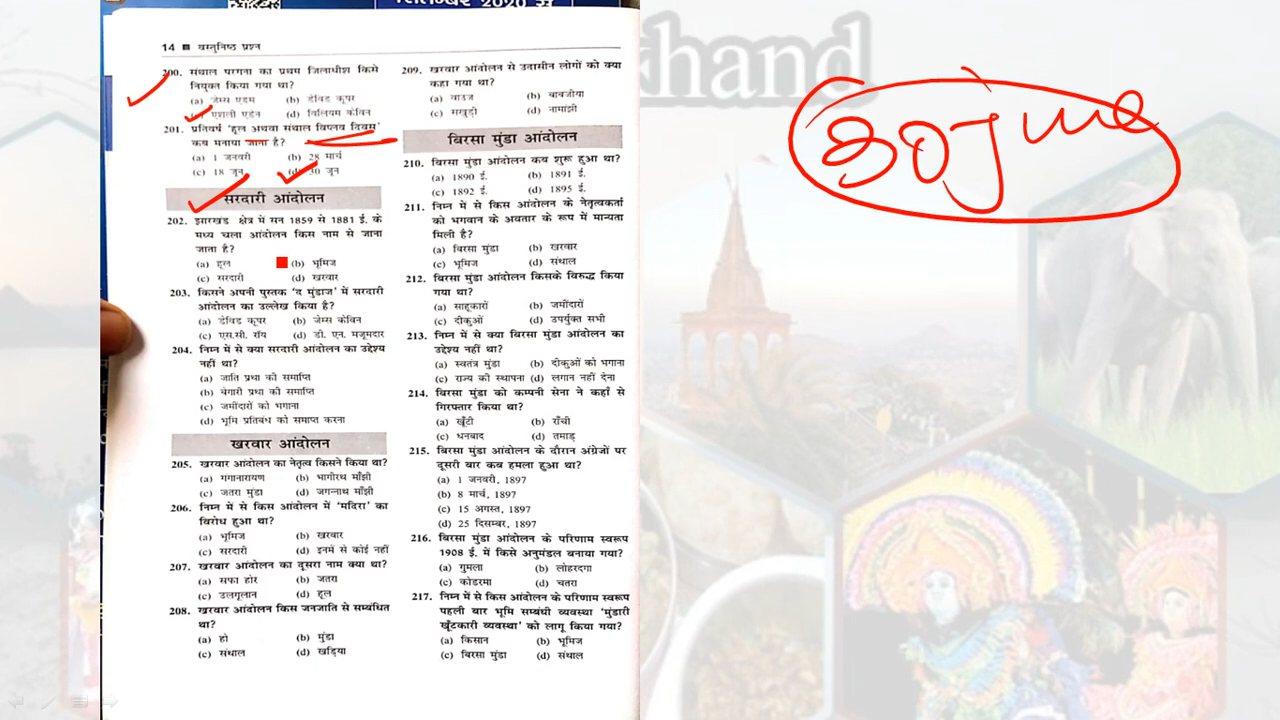 सितम्बर 2020 से
14 ■ वस्तुनिष्ठ प्रश्न
200. संथाल परगना का प्रथम जिलाधीश किसे
नियुक्त किया गया था?
(a) जेम्स एडम (b) डेविड कूपर
(c) एशली एडेन (d) विलियम केविन
201. प्रतिवर्ष 'हूल अथवा संथाल विप्लव दिवस'
कब मनाया जाता है?
(a) 1 जनवरी (b) 28 मार्च
(c) 18 जून (d) 30 जून
सरदारी आंदोलन
202. झारखंड क्षेत्र में सन 1859 से 1881 ई. के
मध्य चला आंदोलन किस नाम से जाना
जाता है?
(a) हूल (b) भूमिज
(c) सरदारी (d) खरवार
203. किसने अपनी पुस्तक 'द मुंडाज' में सरदारी
आंदोलन का उल्लेख किया है?
(a) डेविड कूपर (b) जेम्स केविन
(c) एस.सी. रॉय (d) डी. एन. मजूमदार
204. निम्न में से क्या सरदारी आंदोलन का उद्देश्य
नहीं था?
(a) जाति प्रथा की समाप्ति
(b) बेगारी प्रथा की समाप्ति
(c) जमींदारों को भगाना
(d) भूमि प्रतिबंध को समाप्त करना
खरवार आंदोलन
205. खरवार आंदोलन का नेतृत्व किसने किया था?
(a) गंगानारायण (b) भागीरथ माँझी
(c) जतरा मुंडा (d) जगन्नाथ माँझी
206. निम्न में से किस आंदोलन में 'मदिरा' का
विरोध हुआ था?
(a) भूमिज (b) खरवार
(c) सरदारी (d) इनमें से कोई नहीं
207. खरवार आंदोलन का दूसरा नाम क्या था?
(a) सफा होर (b) जतरा
(c) उलगुलान (d) हूल
208. खरवार आंदोलन किस जनजाति से सम्बंधित
था?
(a) हो (b) मुंडा
(c) संथाल (d) खड़िया
209. खरवार आंदोलन से उदासीन लोगों को क्या
कहा गया था?
(a) वाउज (b) बाबजीया
(c) सखुड़ी (d) नामांझी
बिरसा मुंडा आंदोलन
210. बिरसा मुंडा आंदोलन कब शुरू हुआ था?
(a) 1890 ई. (b) 1891 ई.
(c) 1892 ई. (d) 1895 ई.
211. निम्न में से किस आंदोलन के नेतृत्वकर्ता
को भगवान के अवतार के रूप में मान्यता
मिली है?
(a) बिरसा मुंडा (b) खरवार
(c) भूमिज (d) संथाल
212. बिरसा मुंडा आंदोलन किसके विरुद्ध किया
गया था?
(a) साहूकारों (b) जमींदारों
(c) दीकुओं (d) उपर्युक्त सभी
213. निम्न में से क्या बिरसा मुंडा आंदोलन का
उद्देश्य नहीं था?
(a) स्वतंत्र मुंडा (b) दीकुओं को भगाना
(c) राज्य की स्थापना (d) लगान नहीं देना
214. बिरसा मुंडा को कम्पनी सेना ने कहाँ से
गिरफ्तार किया था?
(a) खूँटी (b) राँची
(c) धनबाद (d) तमाड़
215. बिरसा मुंडा आंदोलन के दौरान अंग्रेजों पर
दूसरी बार कब हमला हुआ था?
(a) 1 जनवरी, 1897
(b) 8 मार्च, 1897
(c) 15 अगस्त, 1897
(d) 25 दिसम्बर, 1897
216. बिरसा मुंडा आंदोलन के परिणाम स्वरूप
1908 ई. में किसे अनुमंडल बनाया गया?
(a) गुमला (b) लोहरदगा
(c) कोडरमा (d) चतरा
217. निम्न में से किस आंदोलन के परिणाम स्वरूप
पहली बार भूमि सम्बंधी व्यवस्था 'मुंडारी
खूँटकारी व्यवस्था' को लागू किया गया?
(a) किसान (b) भूमिज
(c) बिरसा मुंडा (d) संथाल
khand